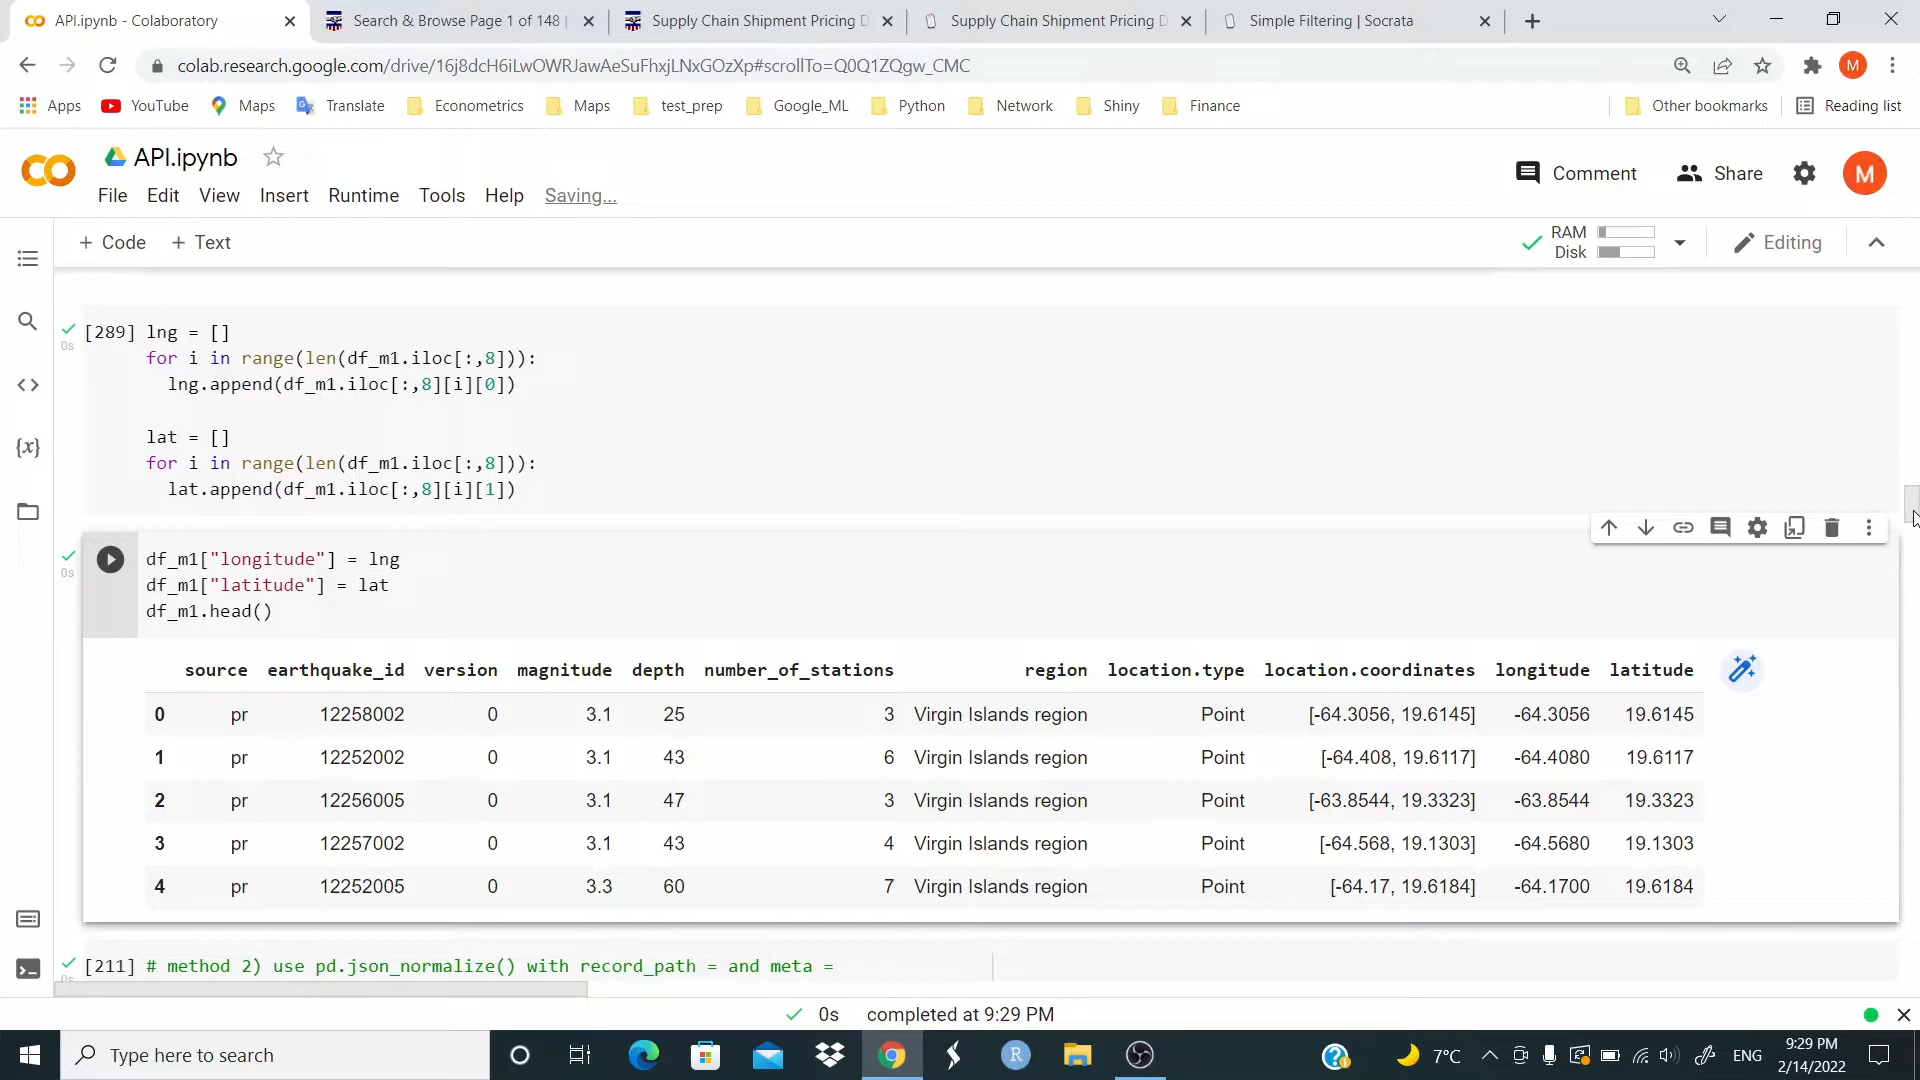 API.ipynb - Colaboratory
Search & Browse Page 1 of 148 |
Supply Chain Shipment Pricing D
Supply Chain Shipment Pricing D
Simple Filtering | Socrata
colab.research.google.com/drive/16j8dcH6iLwOWRJawAeSuFhxjLNxGOzXp#scrollTo=Q0Q1ZQgw_CMC
M
Apps YouTube Maps Translate Econometrics Maps test_prep Google_ML Python Network Shiny Finance Other bookmarks Reading list
API.ipynb
Comment Share M
File Edit View Insert Runtime Tools Help Saving...
+ Code + Text
RAM
Disk
Editing
[289] lng = []
0s
for i in range(len(df_m1.iloc[:,8])):
lng.append(df_m1.iloc[:,8][i][0])
lat = []
for i in range(len(df_m1.iloc[:,8])):
lat.append(df_m1.iloc[:,8][i][1])
{x}
df_m1["longitude"] = lng
0s
df_m1["latitude"] = lat
df_m1.head()
source earthquake_id version magnitude depth number_of_stations region location.type location.coordinates longitude latitude
0 pr 12258002 0 3.1 25 3 Virgin Islands region Point [-64.3056, 19.6145] -64.3056 19.6145
1 pr 12252002 0 3.1 43 6 Virgin Islands region Point [-64.408, 19.6117] -64.4080 19.6117
2 pr 12256005 0 3.1 47 3 Virgin Islands region Point [-63.8544, 19.3323] -63.8544 19.3323
3 pr 12257002 0 3.1 43 4 Virgin Islands region Point [-64.568, 19.1303] -64.5680 19.1303
4 pr 12252005 0 3.3 60 7 Virgin Islands region Point [-64.17, 19.6184] -64.1700 19.6184
[211] # method 2) use pd.json_normalize() with record_path = and meta =
0s
0s completed at 9:29 PM
Type here to search
R
7°C
ENG
9:29 PM
2/14/2022